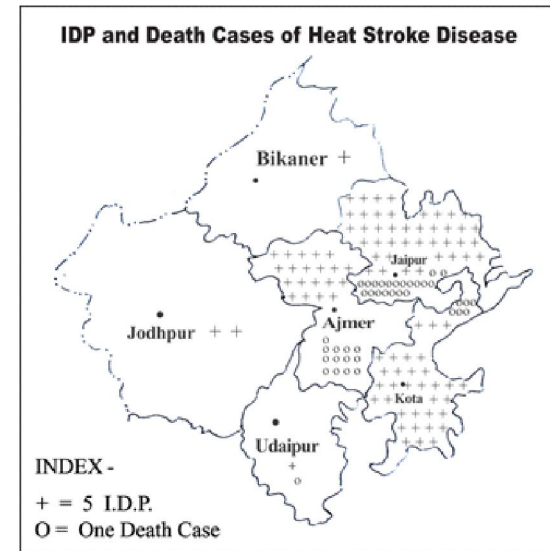 IDP and Death Cases of Heat Stroke Disease
Bikaner +
Jaipur
Ajmer
Jodhpur + +
Kota
Udaipur
+
o
INDEX -
+ = 5 I.D.P.
O = One Death Case